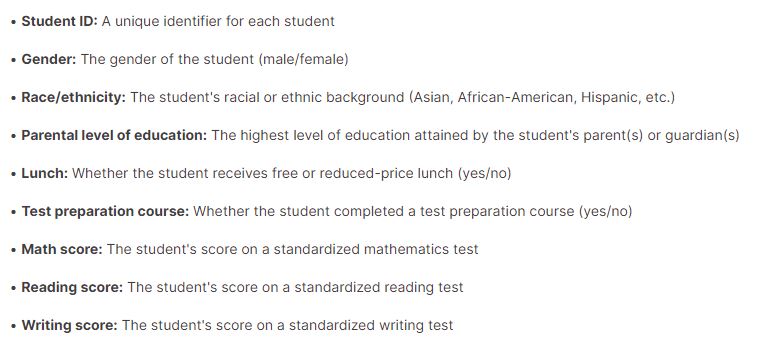 • Student ID: A unique identifier for each student
• Gender: The gender of the student (male/female)
• Race/ethnicity: The student's racial or ethnic background (Asian, African-American, Hispanic, etc.)
• Parental level of education: The highest level of education attained by the student's parent(s) or guardian(s)
• Lunch: Whether the student receives free or reduced-price lunch (yes/no)
• Test preparation course: Whether the student completed a test preparation course (yes/no)
• Math score: The student's score on a standardized mathematics test
• Reading score: The student's score on a standardized reading test
• Writing score: The student's score on a standardized writing test